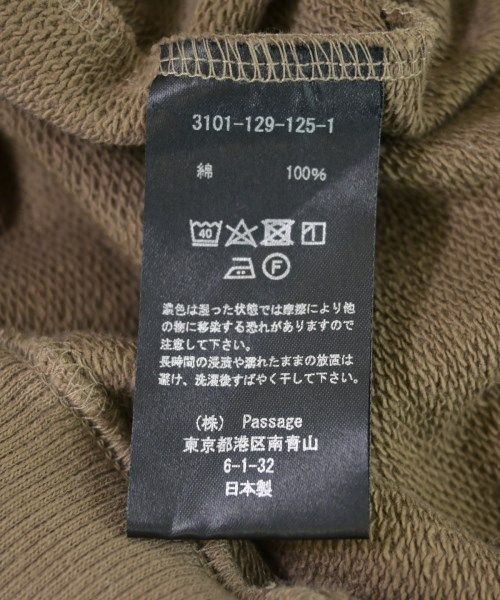 3101-129-125-1
綿 100%
40
F
濃色は湿った状態では摩擦により他
の物に移染する恐れがありますので
注意して下さい。
長時間の浸漬や濡れたままの放置は
避け、洗濯後すばやく干して下さい。
(株) Passage
東京都港区南青山
6-1-32
日本製